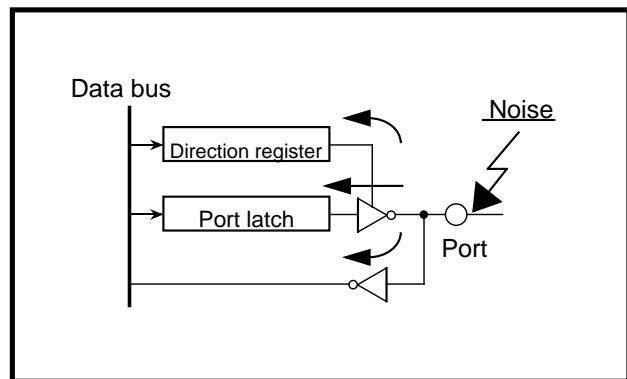 Data bus
Noise
Direction register
Port latch
Port